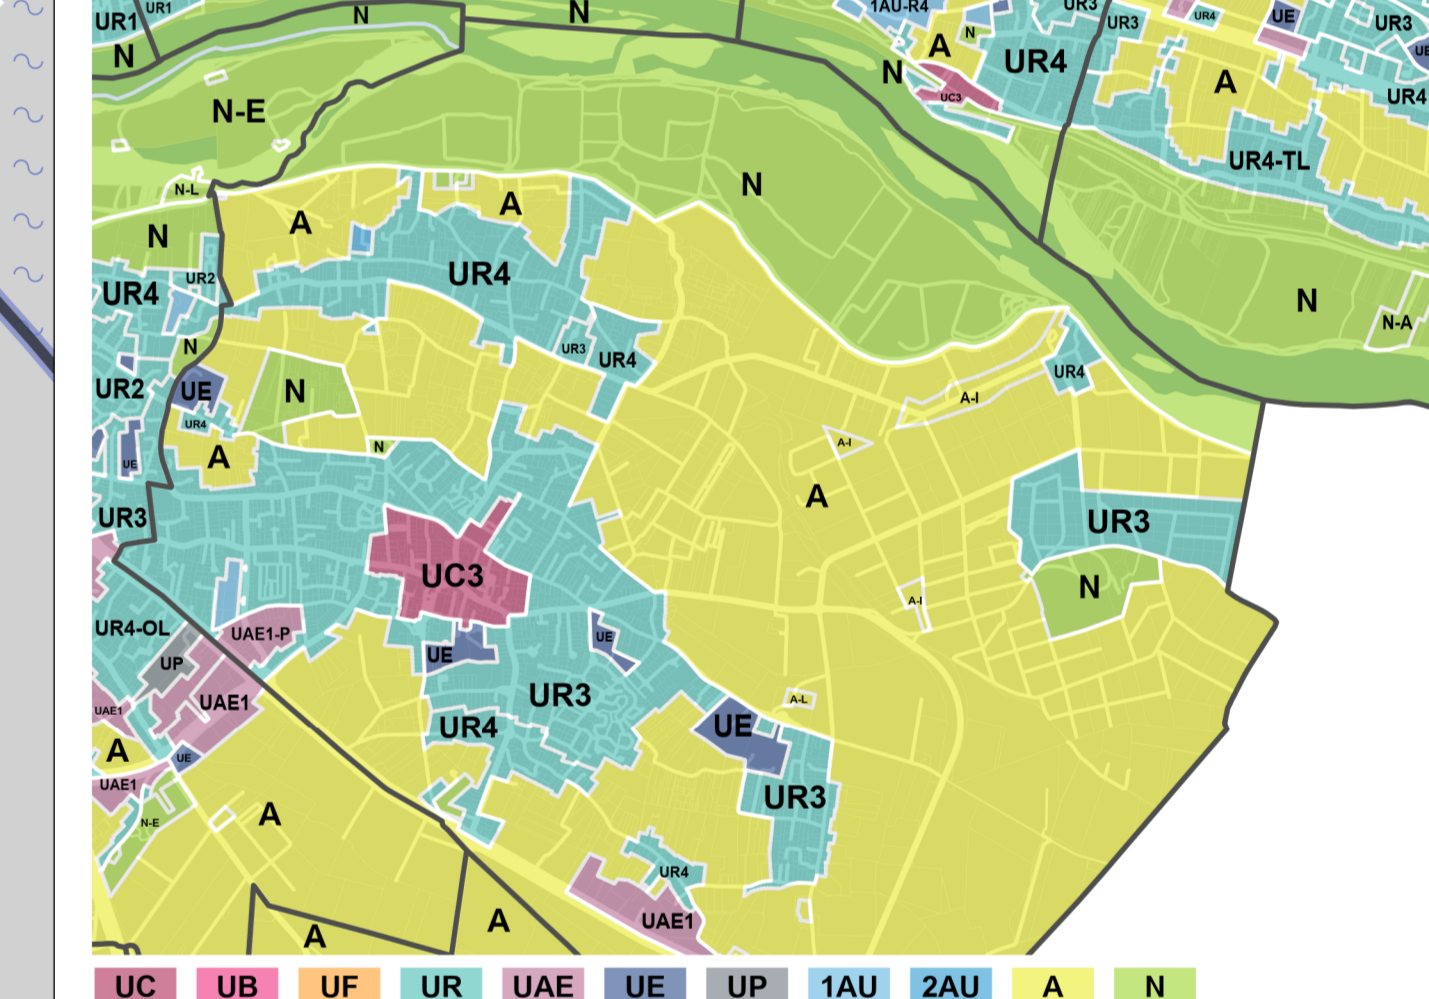 UR1
UR1
N
N
N
1AU-R4
UR3
UR3
UR4
UE
UR3
UE
N
A
N
UR4
N
A
UR4
UC3
N-E
UR4-TL
N
N-L
A
A
N
UR2
UR4
UR4
N
N-A
N
UR3
UR4
UR4
UR2
UE
N
A-I
UR4
A-I
N
A
UE
A
UR3
UR3
UC3
N
A-I
UR4-OL
UAE1-P
UE
UE
UP
UAE1
UR3
A-L
UAE1
UR4
UE
A
UE
UAE1
UR3
N-E
A
UR4
UAE1
A
A
UC UB UF UR UAE UE UP 1AU 2AU A N